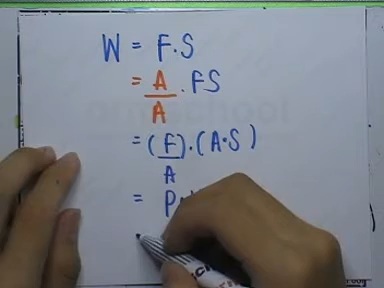 W = F.S
= A/A . FS
= (F/A).(A.S)
= P